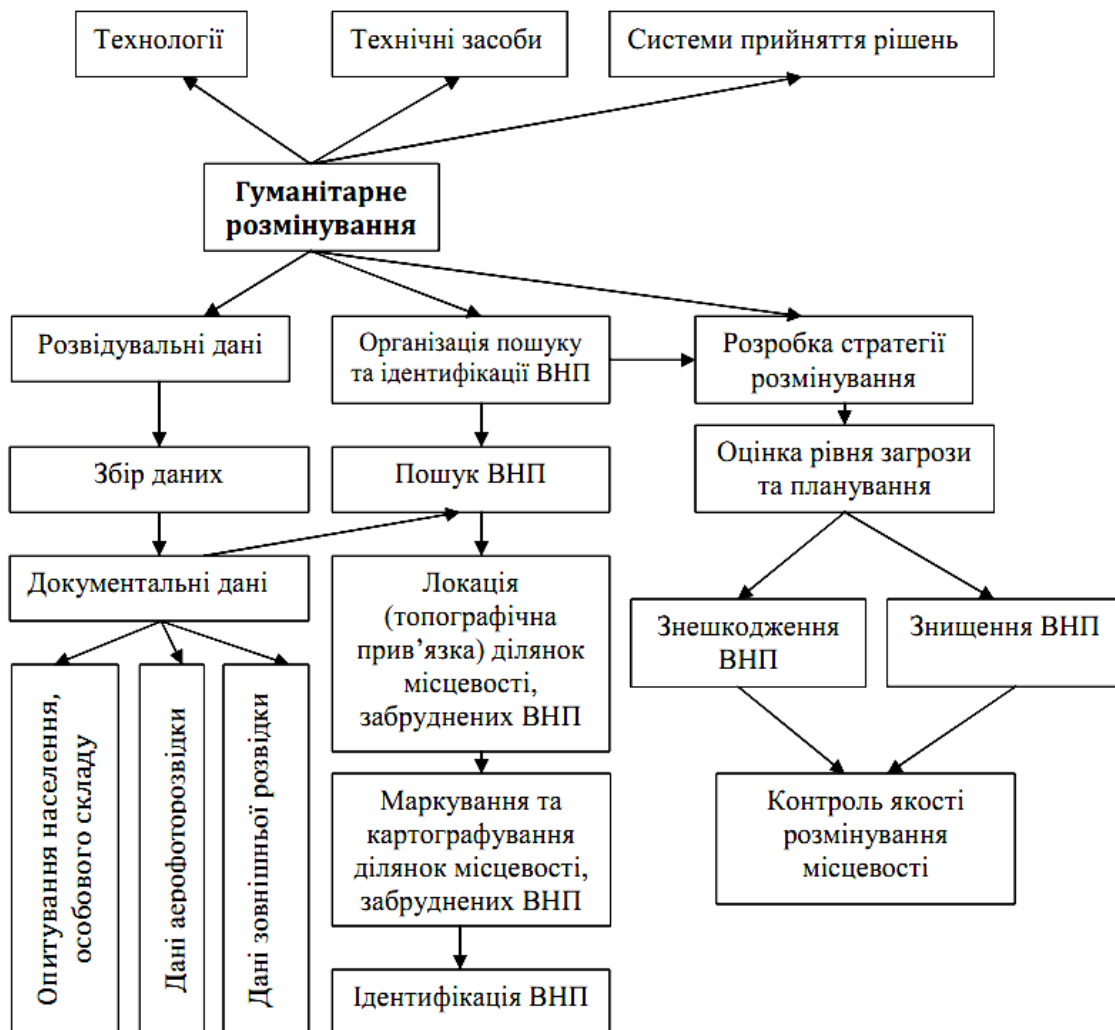 Технології
Технічні засоби
Системи прийняття рішень
Гуманітарне
розмінування
Розвідувальні дані
Організація пошуку
та ідентифікації ВНП
Розробка стратегії
розмінування
Збір даних
Пошук ВНП
Оцінка рівня загрози
та планування
Документальні дані
Локація
(топографічна
прив’язка) ділянок
місцевості,
забруднених ВНП
Знешкодження
ВНП
Знищення ВНП
Опитування населення,
особового складу
Дані аерофоторозвідки
Дані зовнішньої розвідки
Маркування та
картографування
ділянок місцевості,
забруднених ВНП
Контроль якості
розмінування
місцевості
Ідентифікація ВНП